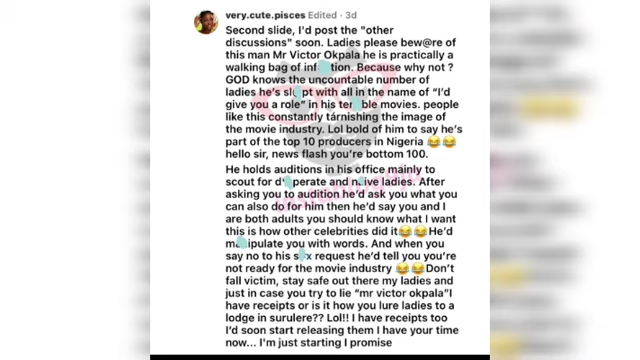 very.cute.pisces Edited · 3d
Second slide, I'd post the "other
discussions" soon. Ladies please bew@re of
this man Mr Victor Okpala he is practically a
walking bag of inf tion. Because why not ?
GOD knows the uncountable number of
ladies he's sl pt with all in the name of "I'd
give you a role" in his ter ble movies. people
like this constantly tárnishing the image of
the movie industry. Lol bold of him to say he's
part of the top 10 producers in Nigeria 😂😂
hello sir, news flash you're bottom 100.
He holds auditions in his office mainly to
scout for d perate and n ive ladies. After
asking you to audition he'd ask you what you
can also do for him then he'd say you and I
are both adults you should know what I want
this is how other celebrities did it😂😂He'd
ma ipulate you with words. And when you
say no to his s x request he'd tell you you're
not ready for the movie industry 😂😂Don't
fall victim, stay safe out there my ladies and
just in case you try to lie "mr victor okpala"I
have receipts or is it how you lure ladies to a
lodge in surulere?? Lol!! I have receipts too
I'd soon start releasing them I have your time
now... I'm just starting I promise